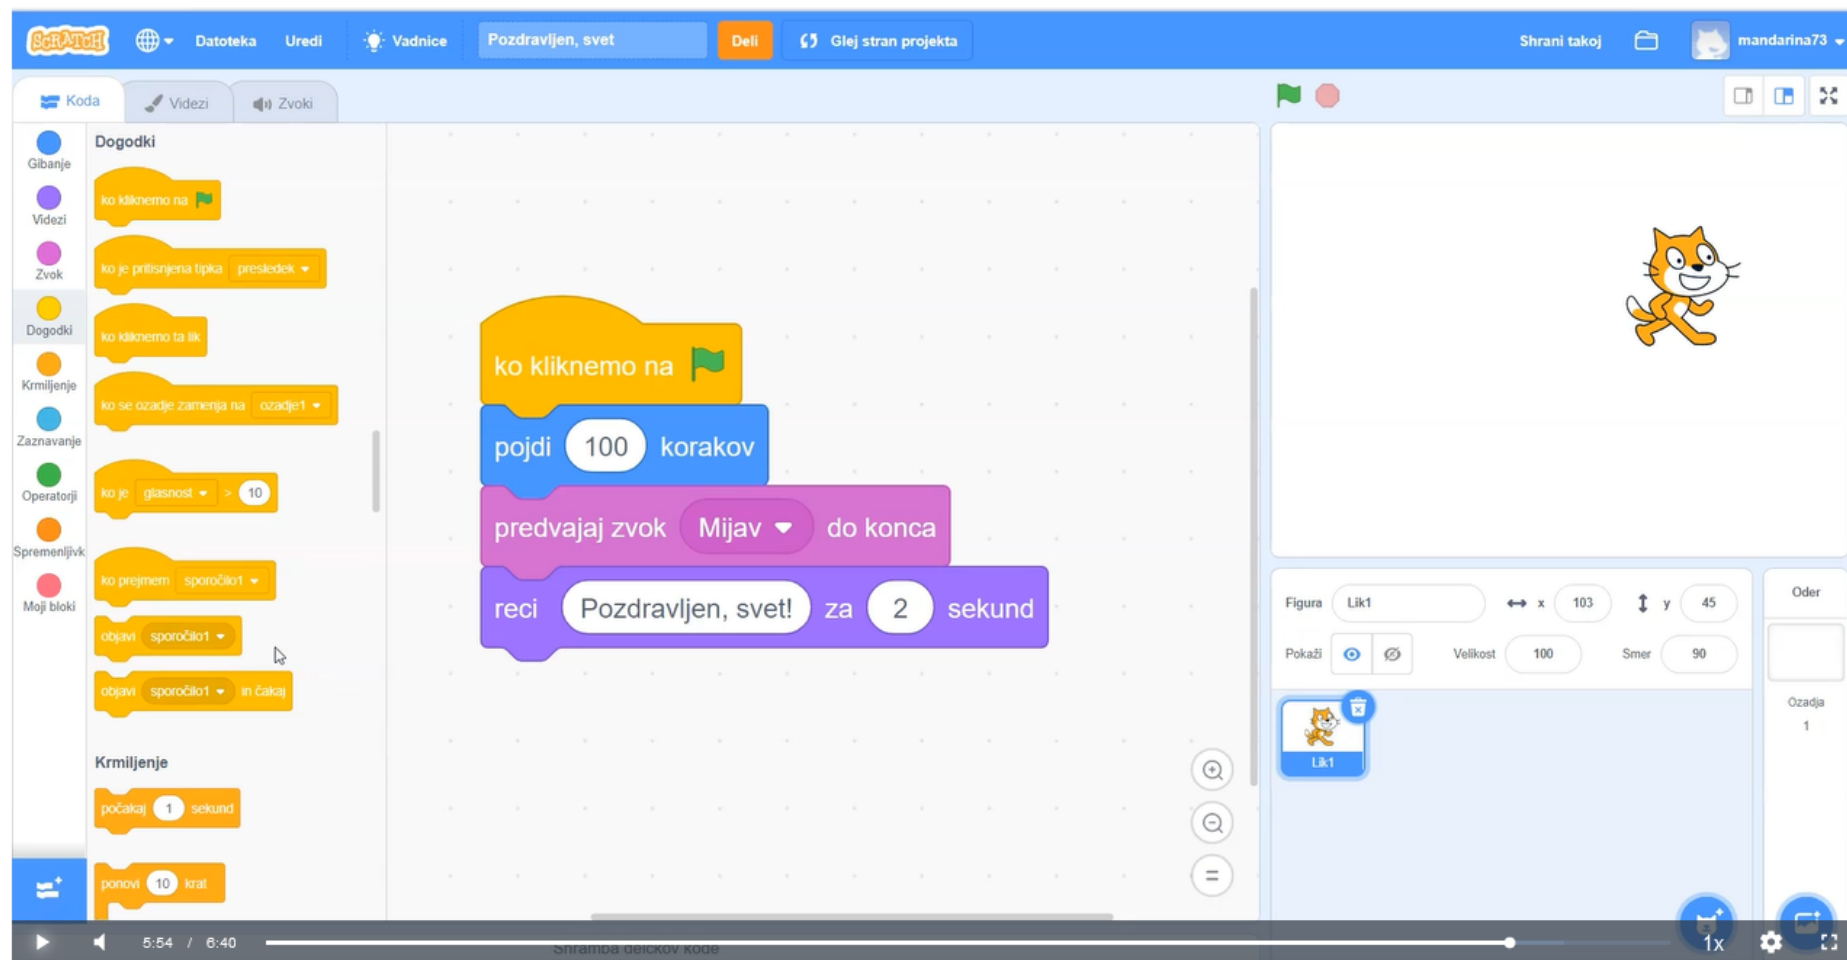 SCRATCH Datoteka Uredi Vadnice Pozdravljen, svet Deli Glej stran projekta Shrani takoj mandarina73
Koda Videzi Zvoki
Gibanje
Videzi
Zvok
Dogodki
Krmiljenje
Zaznavanje
Operatorji
Spremenljivk
Moji bloki
Dogodki
ko kliknemo na
ko je pritisnjena tipka presledek
ko kliknemo ta lik
ko se ozadje zamenja na ozadje1
ko je glasnost > 10
ko prejmem sporočilo1
objavi sporočilo1
objavi sporočilo1 in čakaj
Krmiljenje
počakaj 1 sekund
ponovi 10 krat
ko kliknemo na
pojdi 100 korakov
predvajaj zvok Mijav do konca
reci Pozdravljen, svet! za 2 sekund
=
Figura Lik1 x 103 y 45
Pokaži Velikost 100 Smer 90
Lik1
Oder
Ozadja
1
Shramba delčkov kode
5:54 / 6:40 1x